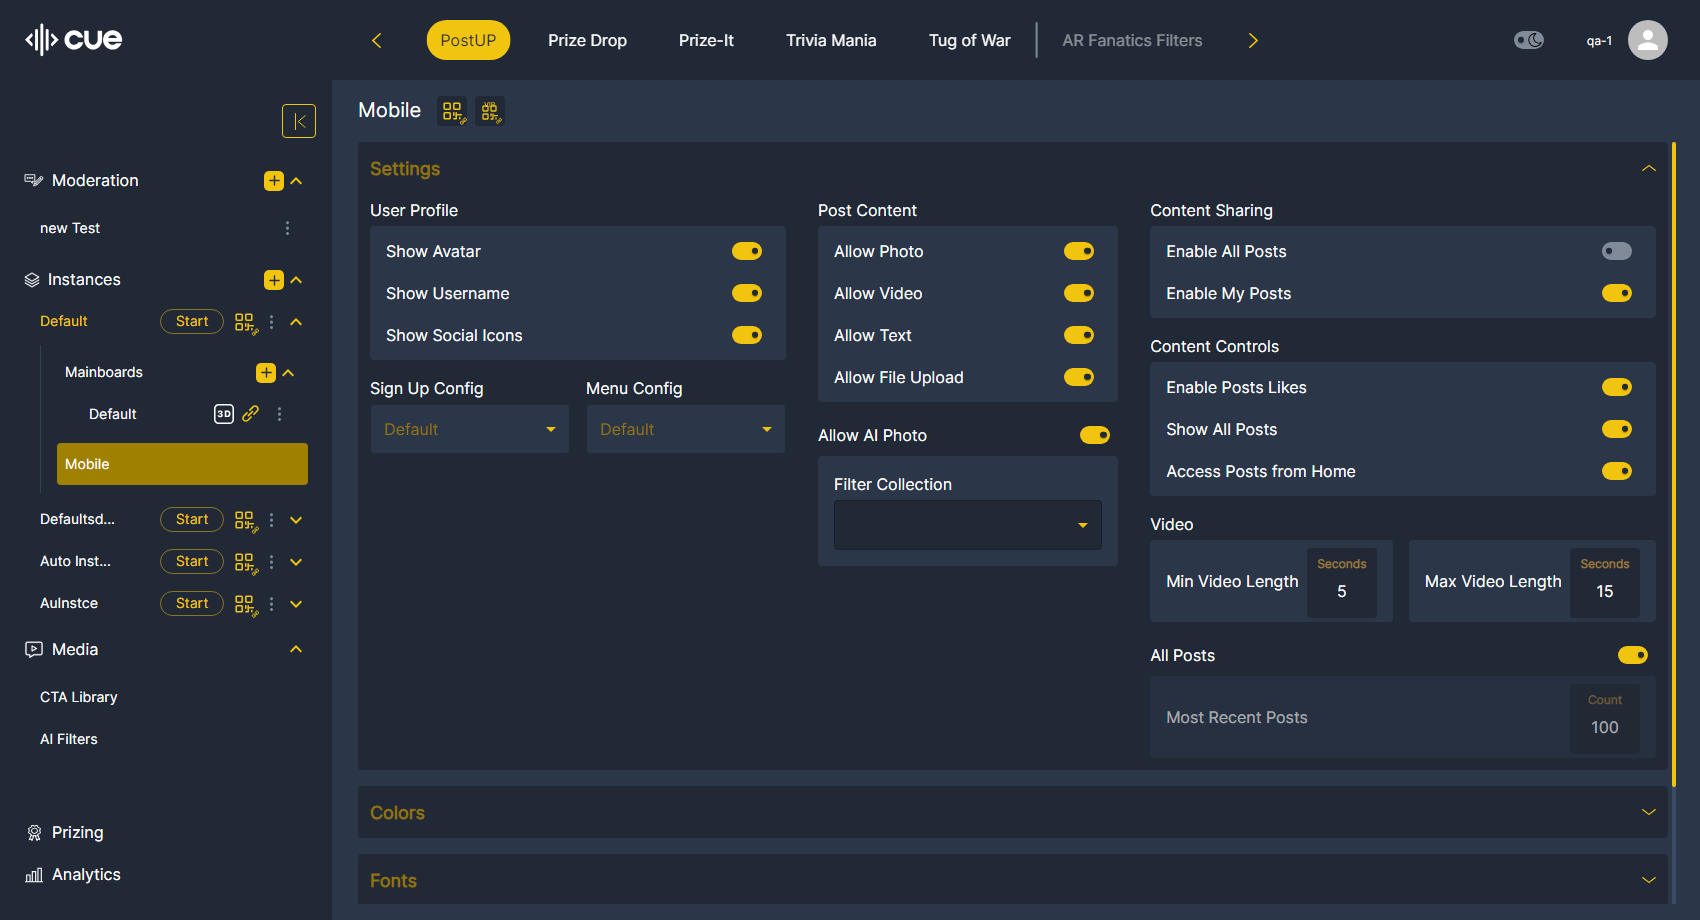 cue
PostUP
Prize Drop
Prize-It
Trivia Mania
Tug of War
AR Fanatics Filters
qa-1
Moderation
new Test
Instances
Default
Start
Mainboards
Default
3D
Mobile
Defaultsd...
Start
Auto Inst...
Start
AuInstce
Start
Media
CTA Library
AI Filters
Prizing
Analytics
Mobile
VIP
Settings
User Profile
Show Avatar
Show Username
Show Social Icons
Sign Up Config
Default
Menu Config
Default
Post Content
Allow Photo
Allow Video
Allow Text
Allow File Upload
Allow AI Photo
Filter Collection
Content Sharing
Enable All Posts
Enable My Posts
Content Controls
Enable Posts Likes
Show All Posts
Access Posts from Home
Video
Min Video Length
Seconds
5
Max Video Length
Seconds
15
All Posts
Most Recent Posts
Count
100
Colors
Fonts